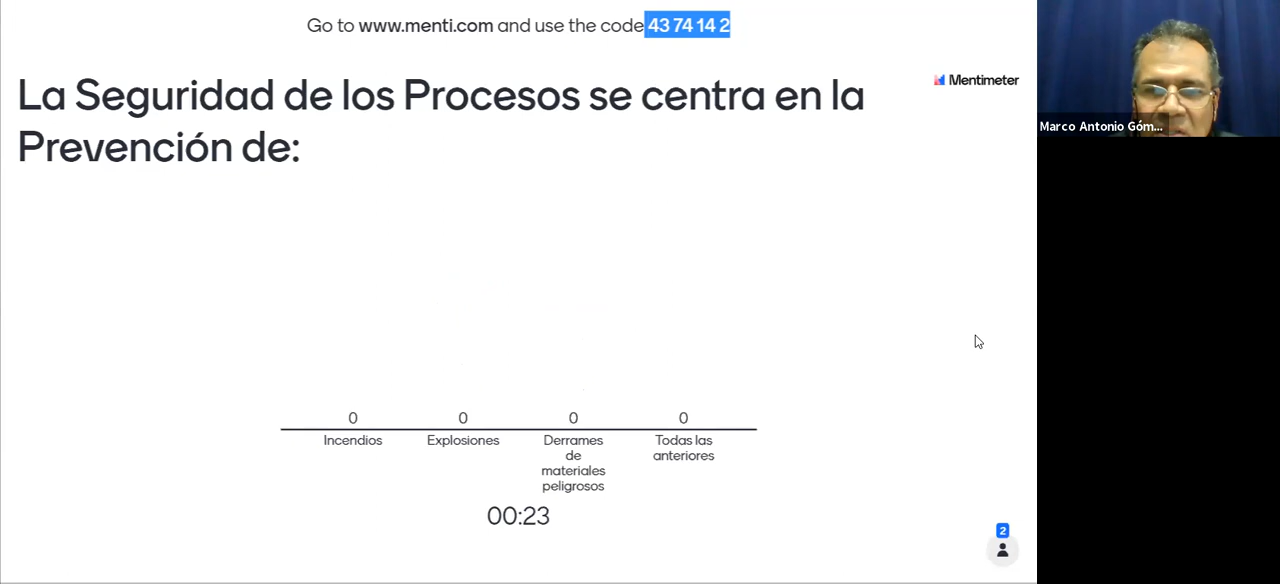 Go to www.menti.com and use the code 43 74 14 2
La Seguridad de los Procesos se centra en la
Prevención de:
Mentimeter
Marco Antonio Góm...
0 0 0 0
Incendios Explosiones Derrames de materiales peligrosos Todas las anteriores
00:23
2